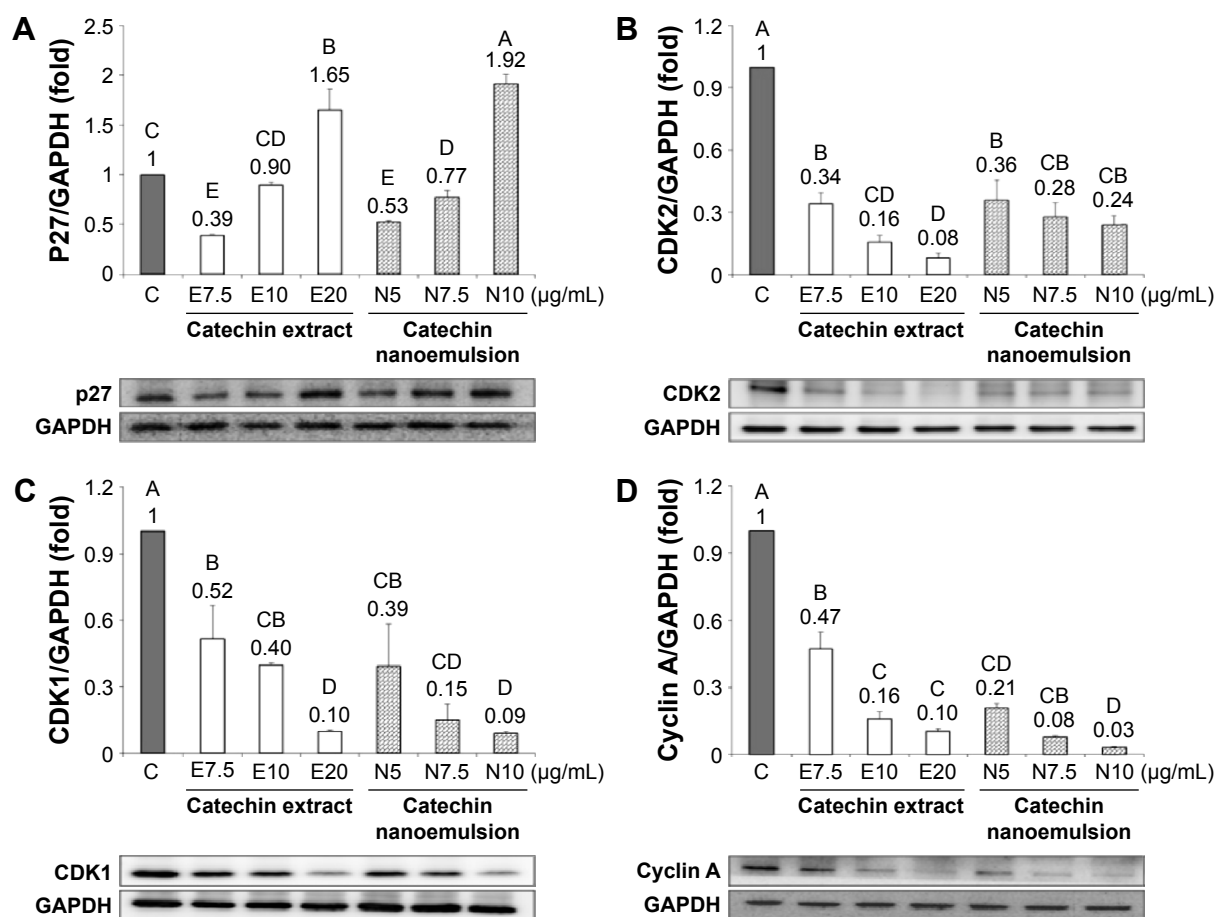 A
P27/GAPDH (fold)
2.5
2
1.5
1
0.5
0
C
1
E
0.39
CD
0.90
B
1.65
E
0.53
D
0.77
A
1.92
C E7.5 E10 E20 N5 N7.5 N10 (µg/mL)
Catechin extract
Catechin
nanoemulsion
p27
GAPDH
B
CDK2/GAPDH (fold)
1.2
0.9
0.6
0.3
0
A
1
B
0.34
CD
0.16
D
0.08
B
0.36
CB
0.28
CB
0.24
C E7.5 E10 E20 N5 N7.5 N10 (µg/mL)
Catechin extract
Catechin
nanoemulsion
CDK2
GAPDH
C
CDK1/GAPDH (fold)
1.2
0.9
0.6
0.3
0
A
1
B
0.52
CB
0.40
D
0.10
CB
0.39
CD
0.15
D
0.09
C E7.5 E10 E20 N5 N7.5 N10 (µg/mL)
Catechin extract
Catechin
nanoemulsion
CDK1
GAPDH
D
Cyclin A/GAPDH (fold)
1.2
0.9
0.6
0.3
0
A
1
B
0.47
C
0.16
C
0.10
CD
0.21
CB
0.08
D
0.03
C E7.5 E10 E20 N5 N7.5 N10 (µg/mL)
Catechin extract
Catechin
nanoemulsion
Cyclin A
GAPDH